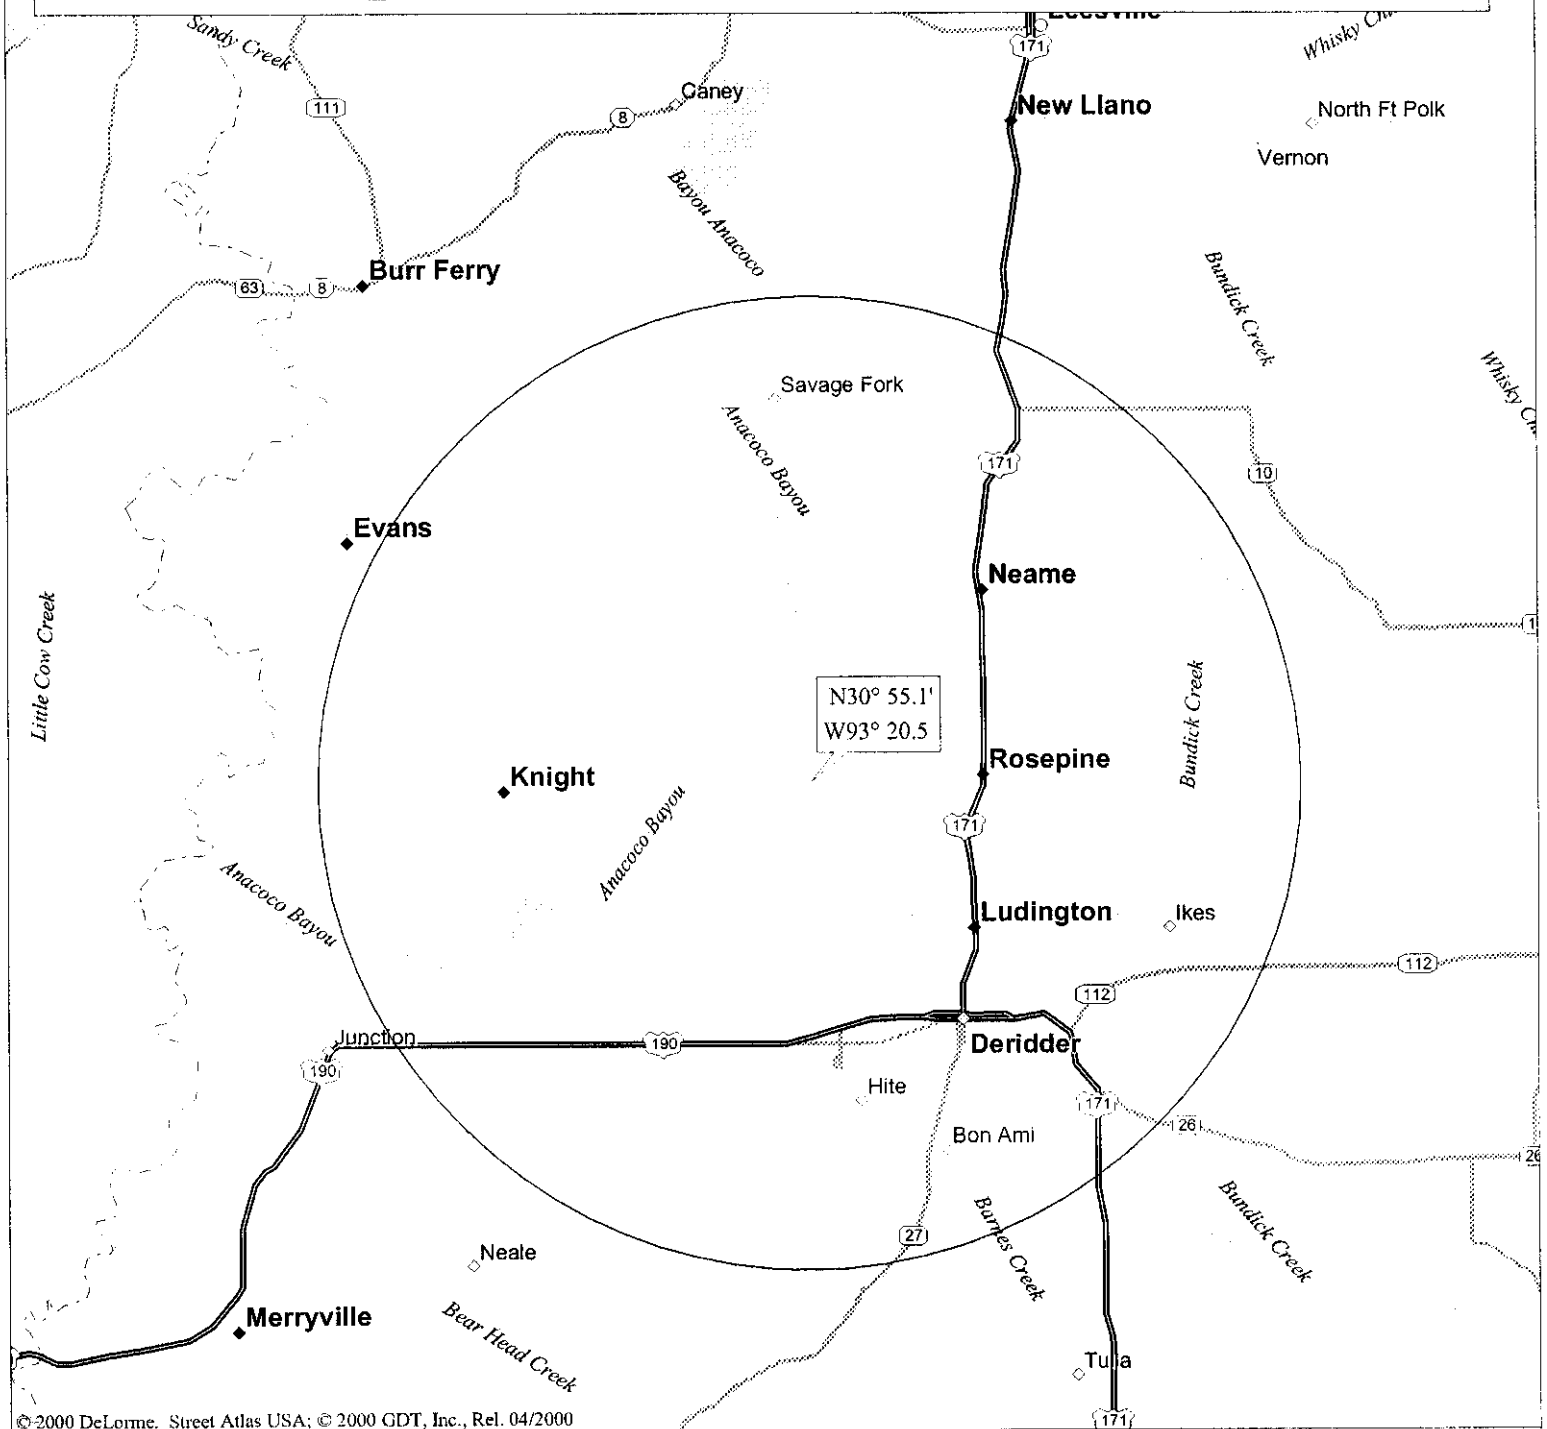 Leesville
Sandy Creek
Whisky Ch
171
Caney
111
8
New Llano
North Ft Polk
Vernon
Bayou Anacoco
Burr Ferry
63
8
Bundick Creek
Savage Fork
Whisky Ch
Anacoco Bayou
171
10
Evans
Neame
Little Cow Creek
1
N30° 55.1'
W93° 20.5
Bundick Creek
Rosepine
Knight
Anacoco Bayou
171
Anacoco Bayou
Ludington
Ikes
112
112
Junction
190
Deridder
190
Hite
171
26
Bon Ami
26
Barnes Creek
Bundick Creek
27
Neale
Merryville
Bear Head Creek
171
© 2000 DeLorme. Street Atlas USA; © 2000 GDT, Inc., Rel. 04/2000